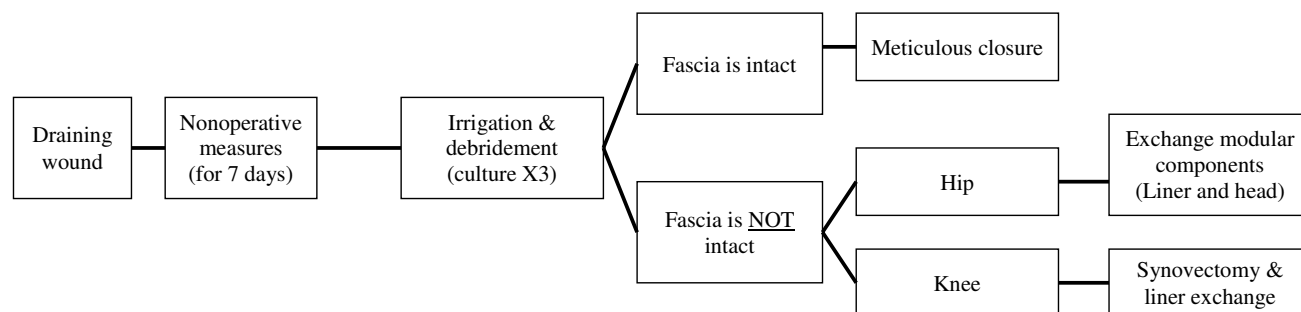 Draining
wound
Nonoperative
measures
(for 7 days)
Irrigation &
debridement
(culture X3)
Fascia is intact
Meticulous closure
Fascia is NOT
intact
Hip
Exchange modular
components
(Liner and head)
Knee
Synovectomy &
liner exchange